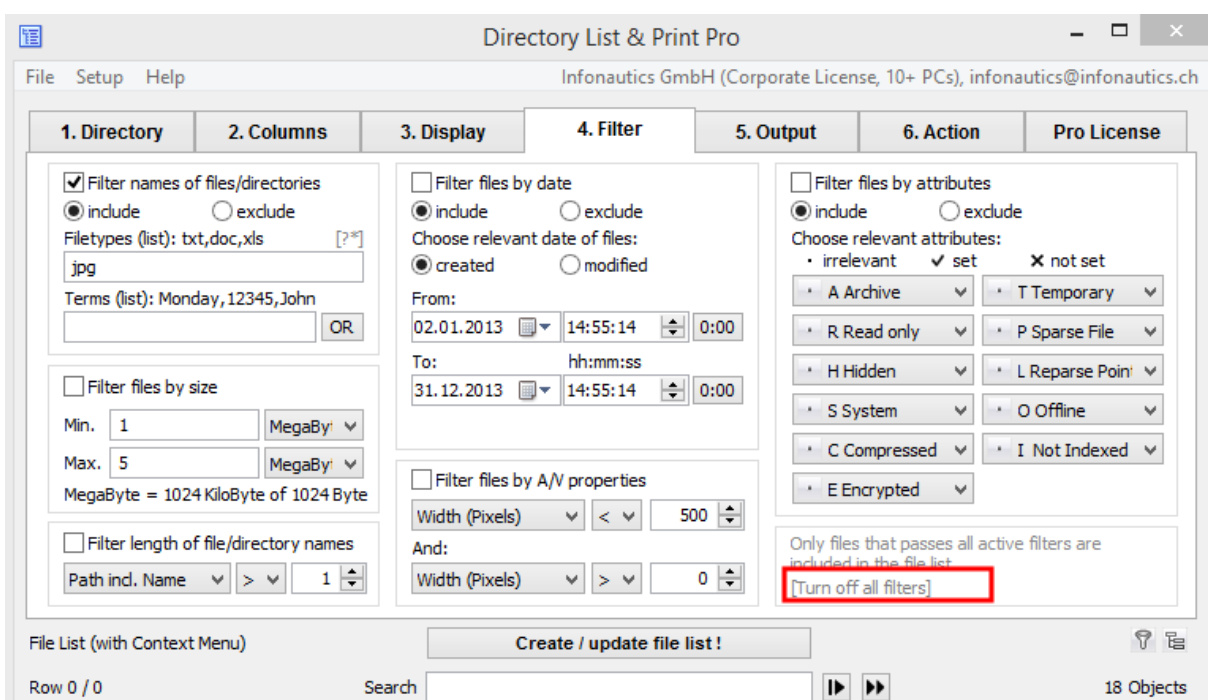 Directory List & Print Pro
File Setup Help
Infonautics GmbH (Corporate License, 10+ PCs), infonautics@infonautics.ch
1. Directory
2. Columns
3. Display
4. Filter
5. Output
6. Action
Pro License
Filter names of files/directories
include exclude
Filetypes (list): txt,doc,xls [?*]
jpg
Terms (list): Monday,12345,John
OR
Filter files by size
Min. 1 MegaByt
Max. 5 MegaByt
MegaByte = 1024 KiloByte of 1024 Byte
Filter length of file/directory names
Path incl. Name > 1
Filter files by date
include exclude
Choose relevant date of files:
created modified
From:
02.01.2013 14:55:14 0:00
To: hh:mm:ss
31.12.2013 14:55:14 0:00
Filter files by A/V properties
Width (Pixels) < 500
And:
Width (Pixels) > 0
Filter files by attributes
include exclude
Choose relevant attributes:
· irrelevant ✓ set ✗ not set
· A Archive · T Temporary
· R Read only · P Sparse File
· H Hidden · L Reparse Point
· S System · O Offline
· C Compressed · I Not Indexed
· E Encrypted
Only files that passes all active filters are
included in the file list
[Turn off all filters]
File List (with Context Menu)
Create / update file list !
Row 0 / 0
Search
18 Objects